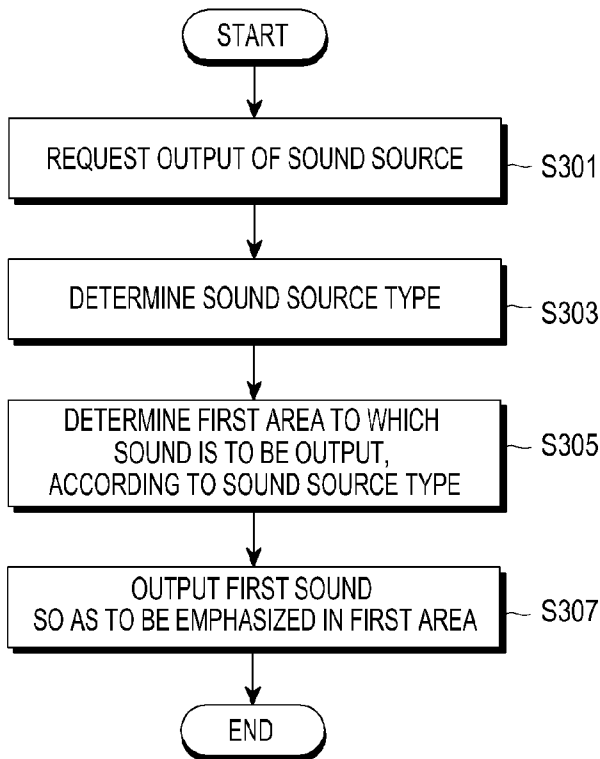 START
REQUEST OUTPUT OF SOUND SOURCE
S301
DETERMINE SOUND SOURCE TYPE
S303
DETERMINE FIRST AREA TO WHICH
SOUND IS TO BE OUTPUT,
ACCORDING TO SOUND SOURCE TYPE
S305
OUTPUT FIRST SOUND
SO AS TO BE EMPHASIZED IN FIRST AREA
S307
END